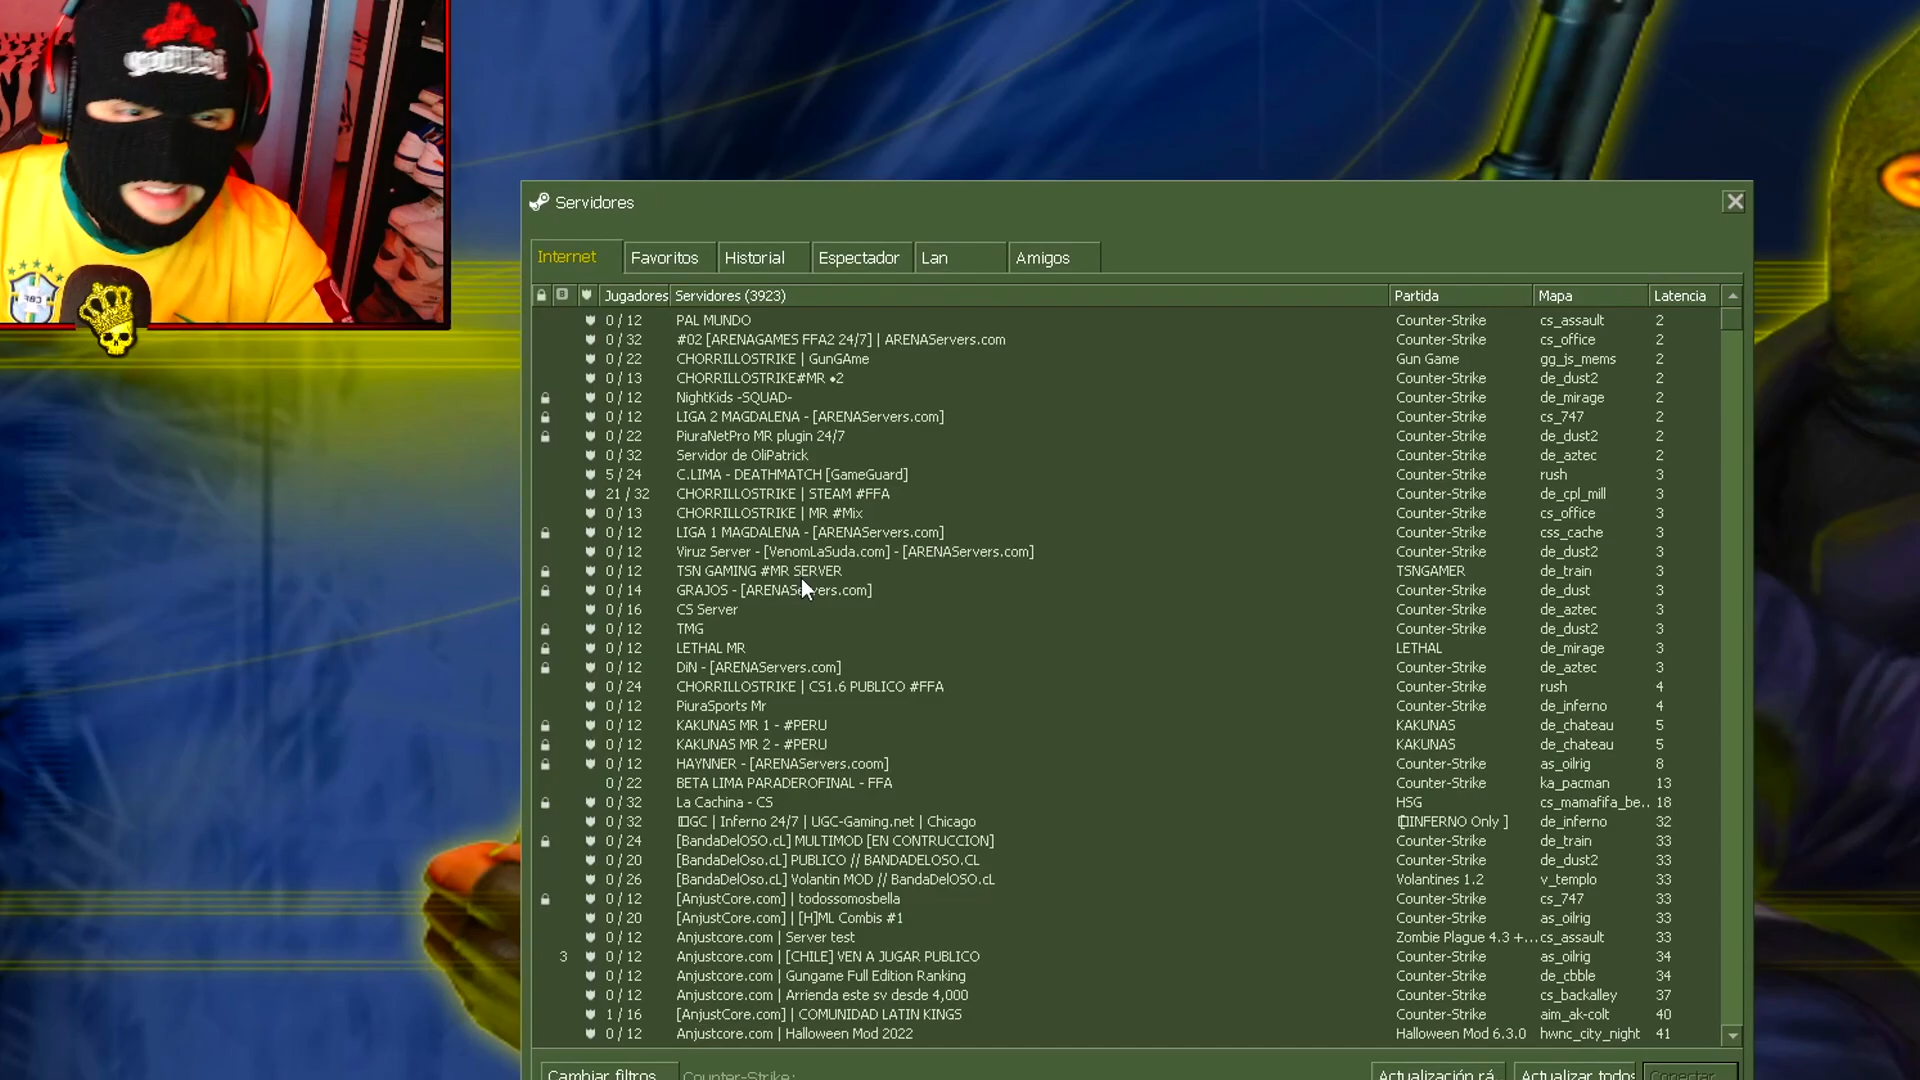 Servidores
Internet Favoritos Historial Espectador Lan Amigos
Jugadores Servidores (3923) Partida Mapa Latencia
0 / 12 PAL MUNDO Counter-Strike cs_assault 2
0 / 32 #02 [ARENAGAMES FFA2 24/7] | ARENAServers.com Counter-Strike cs_office 2
0 / 22 CHORRILLOSTRIKE | GunGAme Gun Game gg_js_mems 2
0 / 13 CHORRILLOSTRIKE#MR •2 Counter-Strike de_dust2 2
0 / 12 NightKids -SQUAD- Counter-Strike de_mirage 2
0 / 12 LIGA 2 MAGDALENA - [ARENAServers.com] Counter-Strike cs_747 2
0 / 22 PiuraNetPro MR plugin 24/7 Counter-Strike de_dust2 2
0 / 32 Servidor de OliPatrick Counter-Strike de_aztec 2
5 / 24 C.LIMA - DEATHMATCH [GameGuard] Counter-Strike rush 3
21 / 32 CHORRILLOSTRIKE | STEAM #FFA Counter-Strike de_cpl_mill 3
0 / 13 CHORRILLOSTRIKE | MR #Mix Counter-Strike cs_office 3
0 / 12 LIGA 1 MAGDALENA - [ARENAServers.com] Counter-Strike css_cache 3
0 / 12 Viruz Server - [VenomLaSuda.com] - [ARENAServers.com] Counter-Strike de_dust2 3
0 / 12 TSN GAMING #MR SERVER TSNGAMER de_train 3
0 / 14 GRAJOS - [ARENAServers.com] Counter-Strike de_dust 3
0 / 16 CS Server Counter-Strike de_aztec 3
0 / 12 TMG Counter-Strike de_dust2 3
0 / 12 LETHAL MR LETHAL de_mirage 3
0 / 12 DiN - [ARENAServers.com] Counter-Strike de_aztec 3
0 / 24 CHORRILLOSTRIKE | CS1.6 PUBLICO #FFA Counter-Strike rush 4
0 / 12 PiuraSports Mr Counter-Strike de_inferno 4
0 / 12 KAKUNAS MR 1 - #PERU KAKUNAS de_chateau 5
0 / 12 KAKUNAS MR 2 - #PERU KAKUNAS de_chateau 5
0 / 12 HAYNNER - [ARENAServers.coom] Counter-Strike as_oilrig 8
0 / 22 BETA LIMA PARADEROFINAL - FFA Counter-Strike ka_pacman 13
0 / 32 La Cachina - CS HSG cs_mamafifa_be.. 18
0 / 32 GC | Inferno 24/7 | UGC-Gaming.net | Chicago [INFERNO Only ] de_inferno 32
0 / 24 [BandaDelOSO.cL] MULTIMOD [EN CONTRUCCION] Counter-Strike de_train 33
0 / 20 [BandaDelOso.cL] PUBLICO // BANDADELOSO.CL Counter-Strike de_dust2 33
0 / 26 [BandaDelOso.cL] Volantin MOD // BandaDelOSO.cL Volantines 1.2 v_templo 33
0 / 12 [AnjustCore.com] | todossomosbella Counter-Strike cs_747 33
0 / 20 [AnjustCore.com] | [H]ML Combis #1 Counter-Strike as_oilrig 33
0 / 12 Anjustcore.com | Server test Zombie Plague 4.3 +... cs_assault 33
3 0 / 12 Anjustcore.com | [CHILE] VEN A JUGAR PUBLICO Counter-Strike as_oilrig 34
0 / 12 Anjustcore.com | Gungame Full Edition Ranking Counter-Strike de_cbble 34
0 / 12 Anjustcore.com | Arrienda este sv desde 4,000 Counter-Strike cs_backalley 37
1 / 16 [AnjustCore.com] | COMUNIDAD LATIN KINGS Counter-Strike aim_ak-colt 40
0 / 12 Anjustcore.com | Halloween Mod 2022 Halloween Mod 6.3.0 hwnc_city_night 41
Cambiar filtros Counter-Strike: Actualización rá.. Actualizar todos Conectar